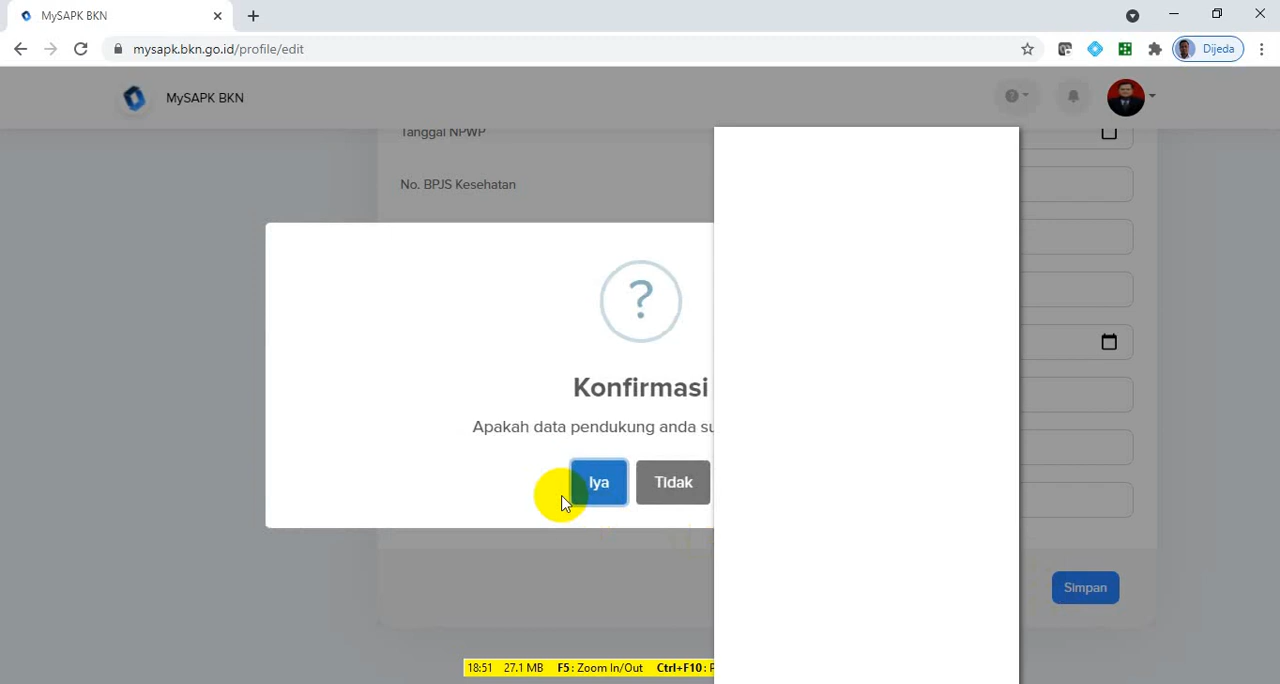 MySAPK BKN
mysapk.bkn.go.id/profile/edit
Dijeda
MySAPK BKN
Tanggal NPWP
No. BPJS Kesehatan
?
Konfirmasi
Apakah data pendukung anda
Iya
Tidak
Simpan
18:51 27.1 MB F5: Zoom In/Out Ctrl+F10: